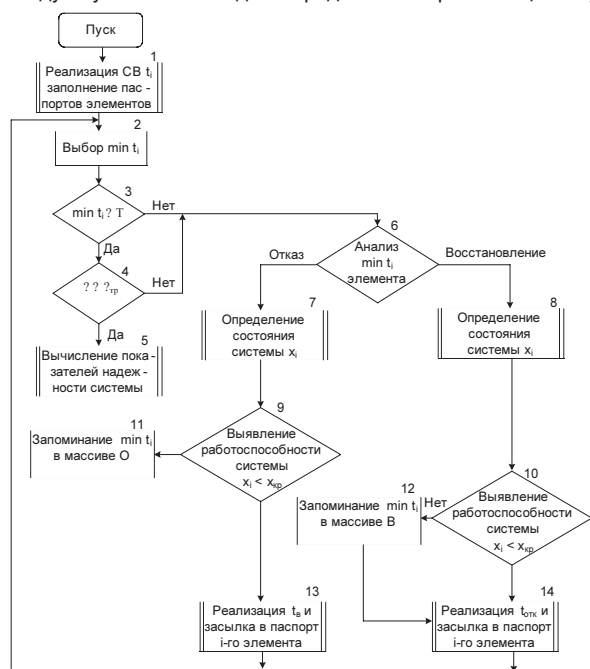 Пуск
1
Реализация СВ ti
заполнение пас -
портов элементов
2
Выбор min ti
3
min ti ? T
Нет
Да
4
? ? ?тр
Нет
Да
5
Вычисление пока -
зателей надеж -
ности системы
6
Анализ
min ti
элемента
Отказ
Восстановление
7
Определение
состояния
системы xi
8
Определение
состояния
системы xi
9
Выявление
работоспособности
системы
xi < xкр
11
Запоминание min ti
в массиве О
10
Выявление
работоспособности
системы
xi < xкр
Нет
12
Запоминание min ti
в массиве В
13
Реализация tв и
засылка в паспорт
i-го элемента
14
Реализация tотк и
засылка в паспорт
i-го элемента